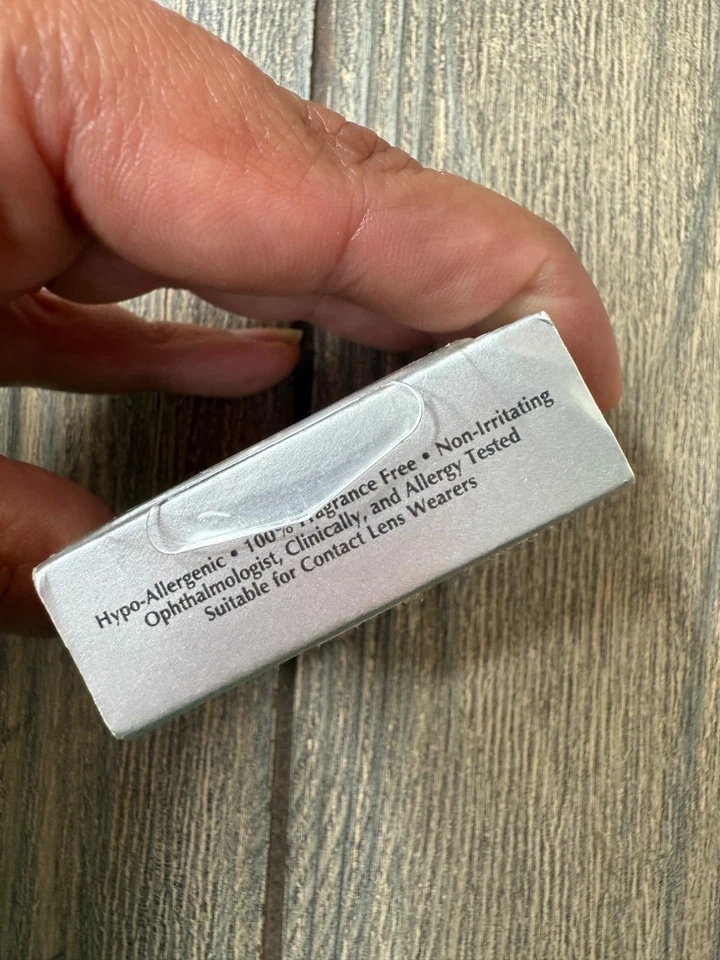 Hypo-Allergenic • 100% Fragrance Free • Non-Irritating
Ophthalmologist, Clinically, and Allergy Tested
Suitable for Contact Lens Wearers